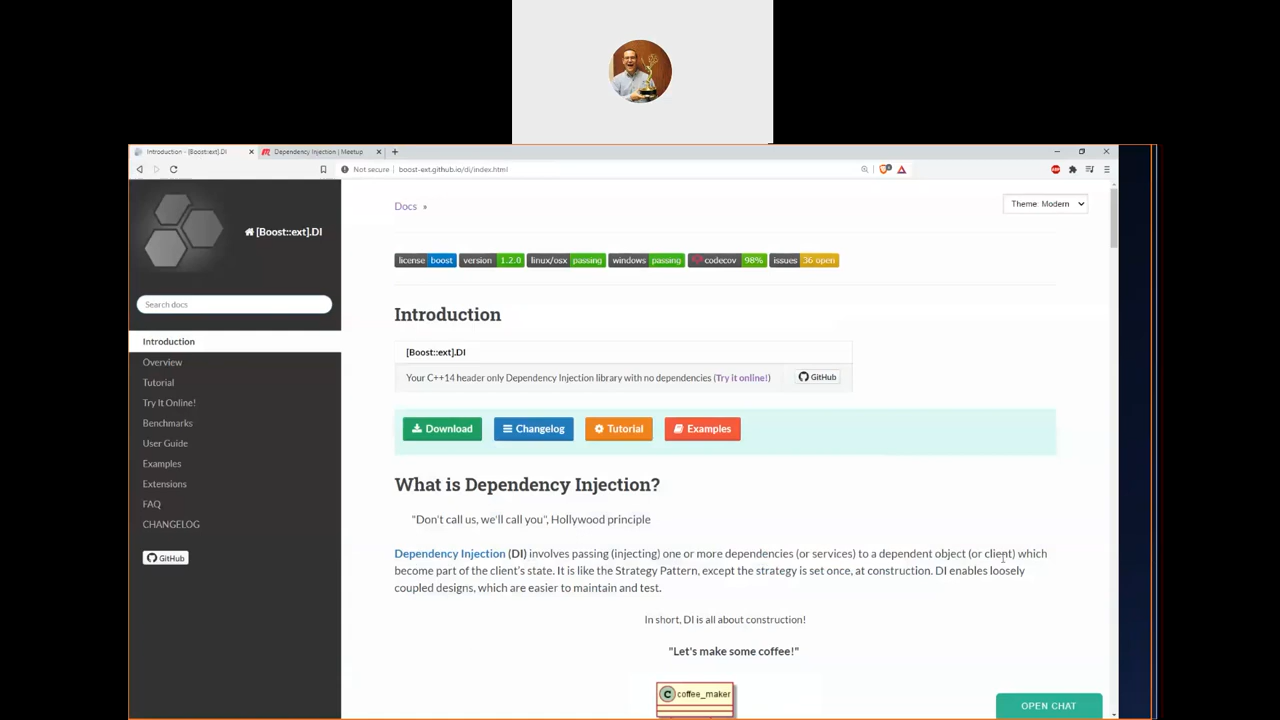 Introduction - [Boost::ext].DI
Dependency Injection | Meetup
Not secure boost-ext.github.io/di/index.html
[Boost::ext].DI
Search docs
Introduction
Overview
Tutorial
Try It Online!
Benchmarks
User Guide
Examples
Extensions
FAQ
CHANGELOG
GitHub
Docs »
Theme: Modern
license boost version 1.2.0 linux/osx passing windows passing codecov 98% issues 36 open
Introduction
[Boost::ext].DI
Your C++14 header only Dependency Injection library with no dependencies (Try it online!) GitHub
Download Changelog Tutorial Examples
What is Dependency Injection?
"Don't call us, we'll call you", Hollywood principle
Dependency Injection (DI) involves passing (injecting) one or more dependencies (or services) to a dependent object (or client) which
become part of the client's state. It is like the Strategy Pattern, except the strategy is set once, at construction. DI enables loosely
coupled designs, which are easier to maintain and test.
In short, DI is all about construction!
"Let's make some coffee!"
C coffee_maker
OPEN CHAT